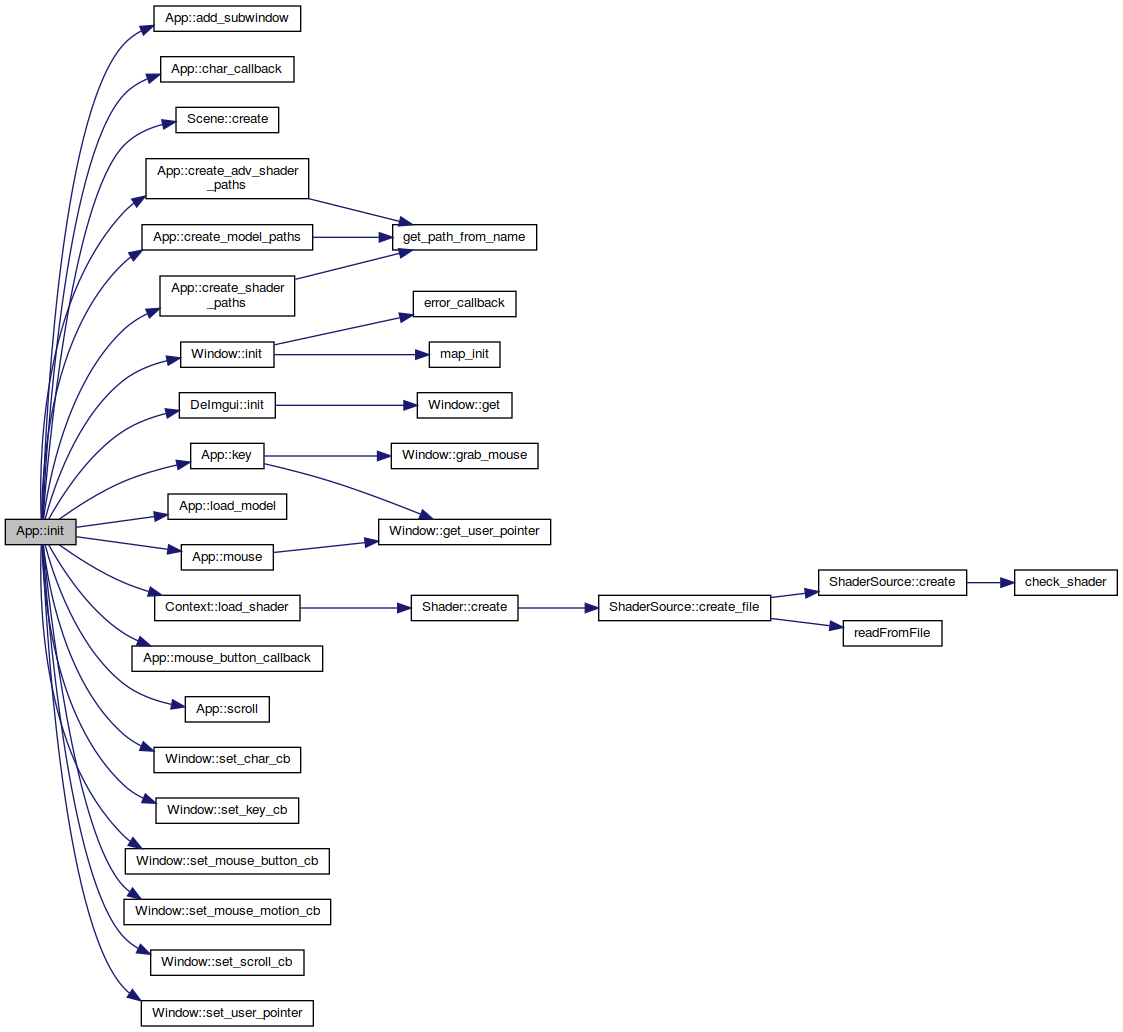 App::add_subwindow
App::char_callback
Scene::create
App::create_adv_shader
_paths
App::create_model_paths
get_path_from_name
App::create_shader
_paths
error_callback
Window::init
map_init
DeImgui::init
Window::get
App::key
Window::grab_mouse
App::load_model
App::init
Window::get_user_pointer
App::mouse
ShaderSource::create
check_shader
Context::load_shader
Shader::create
ShaderSource::create_file
readFromFile
App::mouse_button_callback
App::scroll
Window::set_char_cb
Window::set_key_cb
Window::set_mouse_button_cb
Window::set_mouse_motion_cb
Window::set_scroll_cb
Window::set_user_pointer